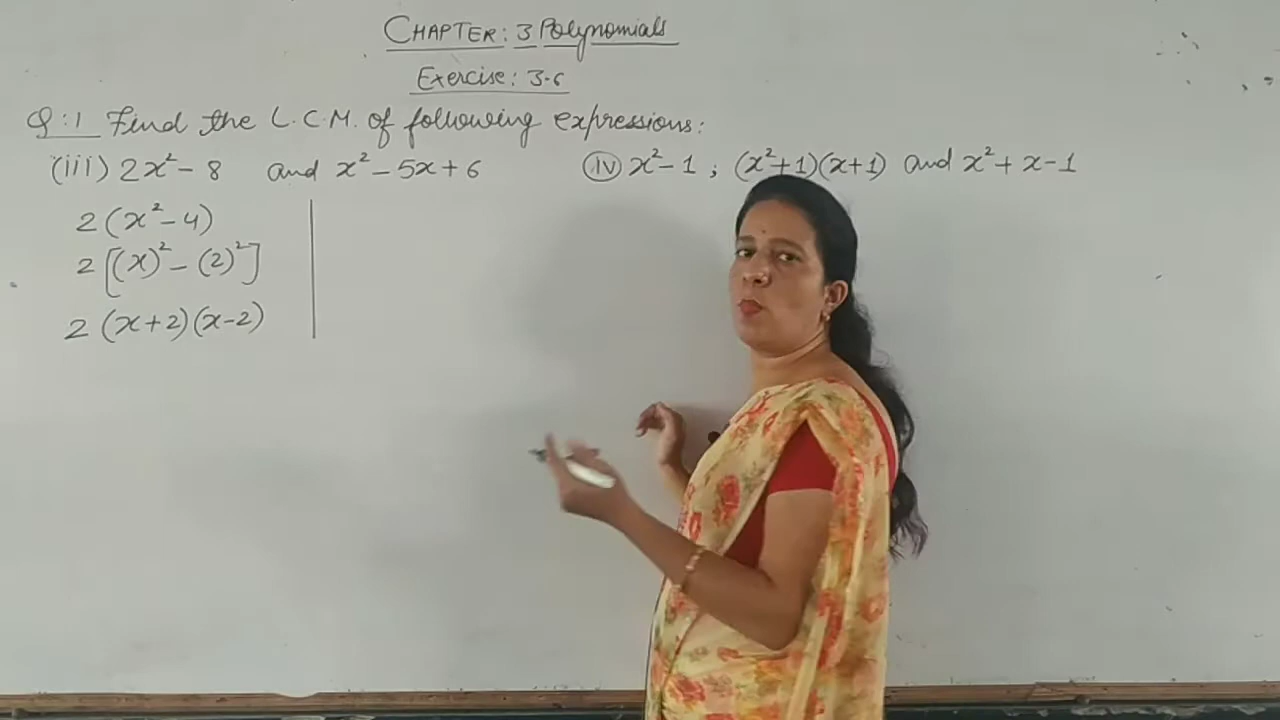 CHAPTER: 3 Polynomials
Exercise: 3.6
Q:1 Find the L.C.M. of following expressions:
(iii) 2x² - 8 and x² - 5x + 6
(iv) x² - 1 ; (x²+1)(x+1) and x² + x - 1
2(x² - 4)
2[(x)² - (2)²]
2(x+2)(x-2)